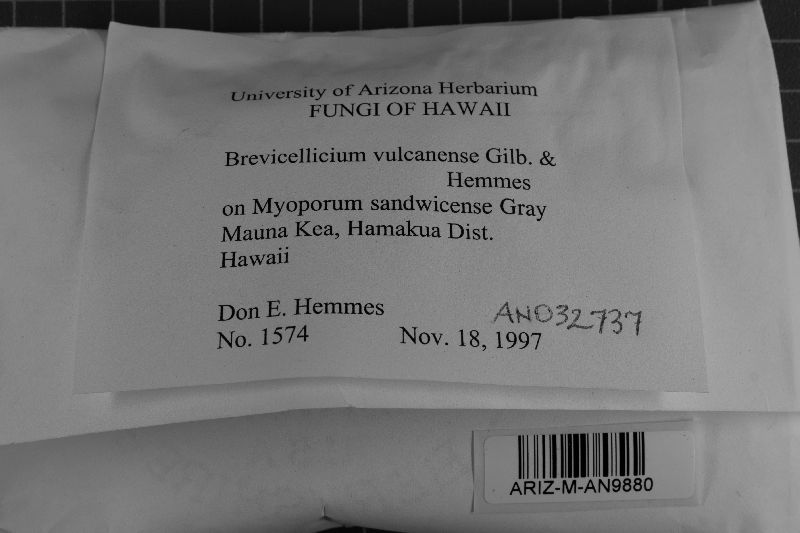 University of Arizona Herbarium
FUNGI OF HAWAII
Brevicellicium vulcanense Gilb. &
Hemmes
on Myoporum sandwicense Gray
Mauna Kea, Hamakua Dist.
Hawaii
Don E. Hemmes
AN032737
No. 1574 Nov. 18, 1997
ARIZ-M-AN9880